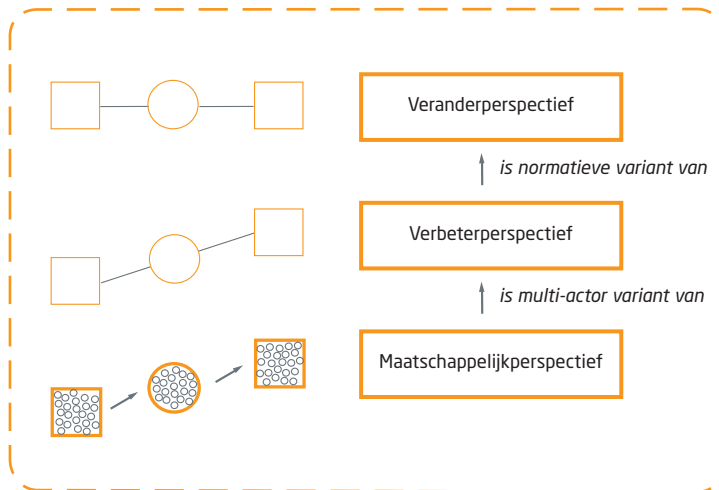 Veranderperspectief
is normatieve variant van
Verbeterperspectief
is multi-actor variant van
Maatschappelijkperspectief